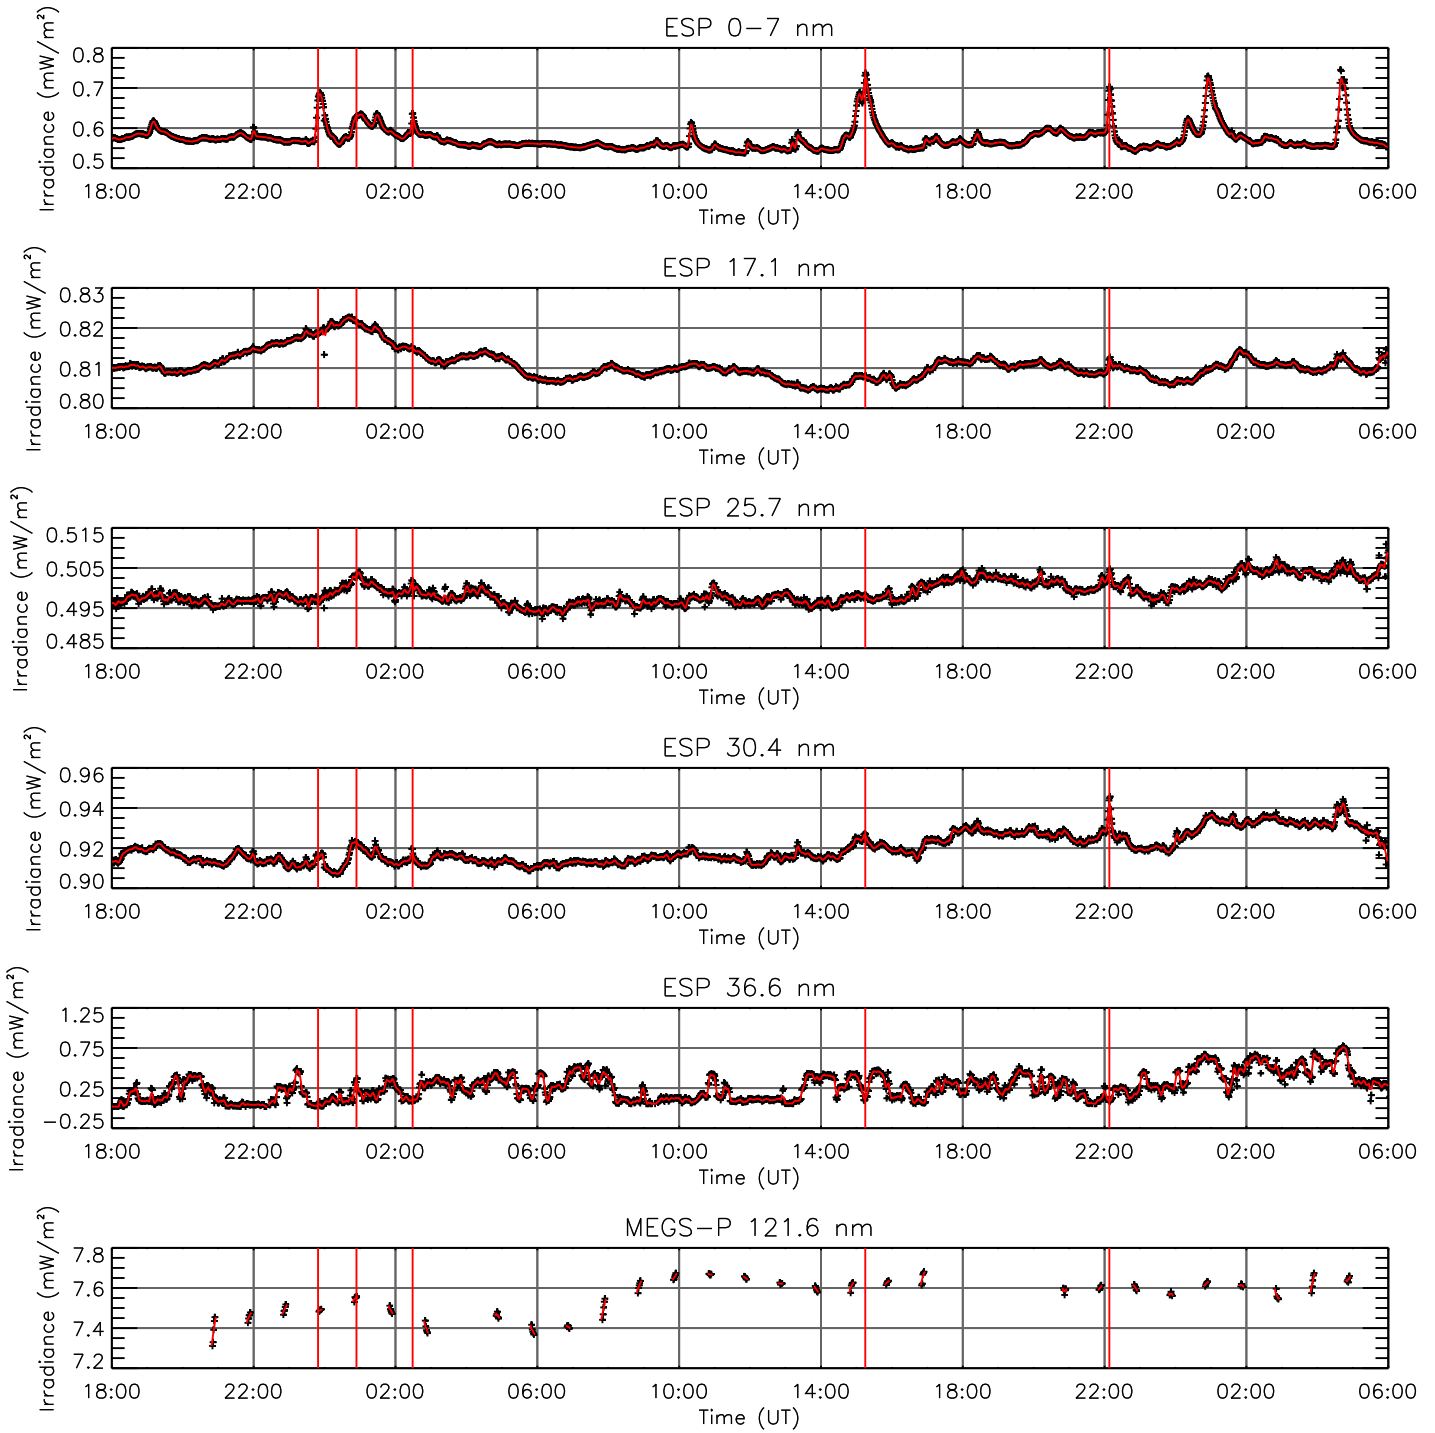 ESP 0-7 nm
Irradiance (mW/m²)
0.8
0.7
0.6
0.5
18:00 22:00 02:00 06:00 10:00 14:00 18:00 22:00 02:00 06:00
Time (UT)
ESP 17.1 nm
Irradiance (mW/m²)
0.83
0.82
0.81
0.80
18:00 22:00 02:00 06:00 10:00 14:00 18:00 22:00 02:00 06:00
Time (UT)
ESP 25.7 nm
Irradiance (mW/m²)
0.515
0.505
0.495
0.485
18:00 22:00 02:00 06:00 10:00 14:00 18:00 22:00 02:00 06:00
Time (UT)
ESP 30.4 nm
Irradiance (mW/m²)
0.96
0.94
0.92
0.90
18:00 22:00 02:00 06:00 10:00 14:00 18:00 22:00 02:00 06:00
Time (UT)
ESP 36.6 nm
Irradiance (mW/m²)
1.25
0.75
0.25
-0.25
18:00 22:00 02:00 06:00 10:00 14:00 18:00 22:00 02:00 06:00
Time (UT)
MEGS-P 121.6 nm
Irradiance (mW/m²)
7.8
7.6
7.4
7.2
18:00 22:00 02:00 06:00 10:00 14:00 18:00 22:00 02:00 06:00
Time (UT)